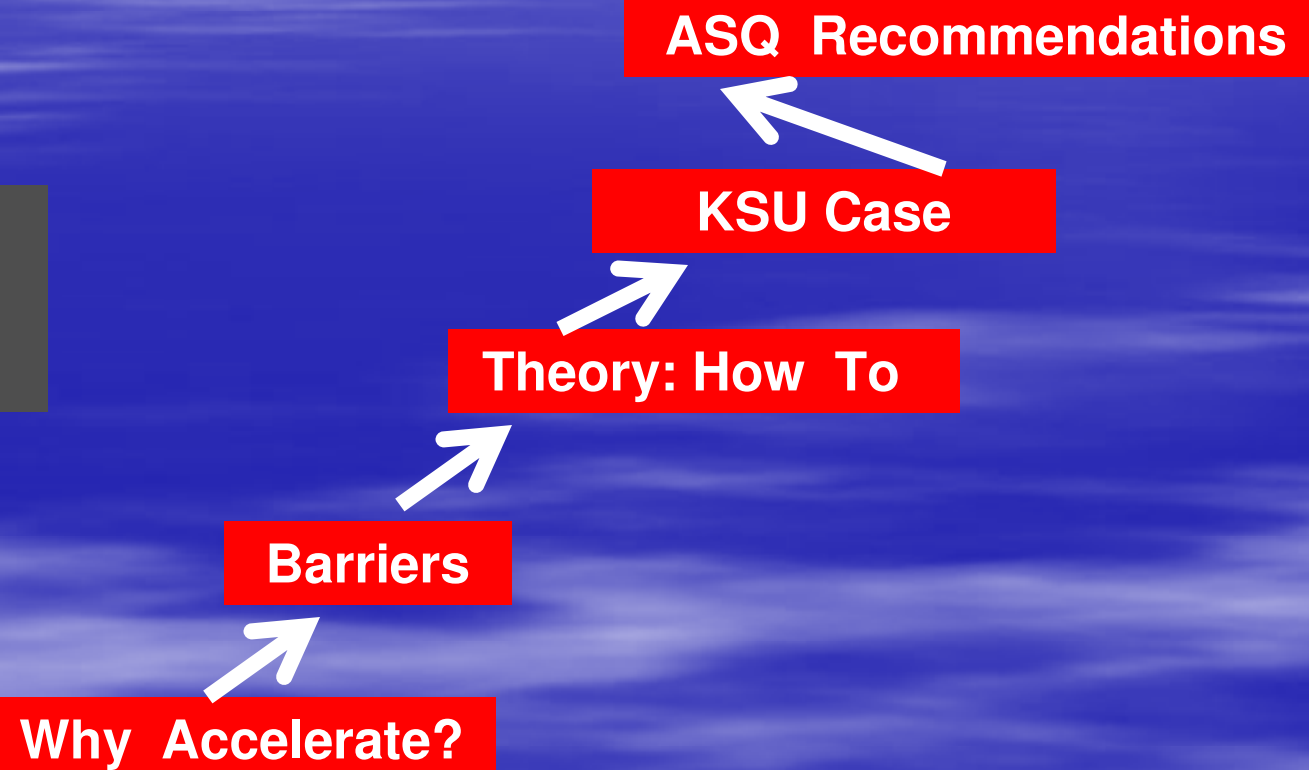 ASQ Recommendations
KSU Case
Theory: How To
Barriers
Why Accelerate?